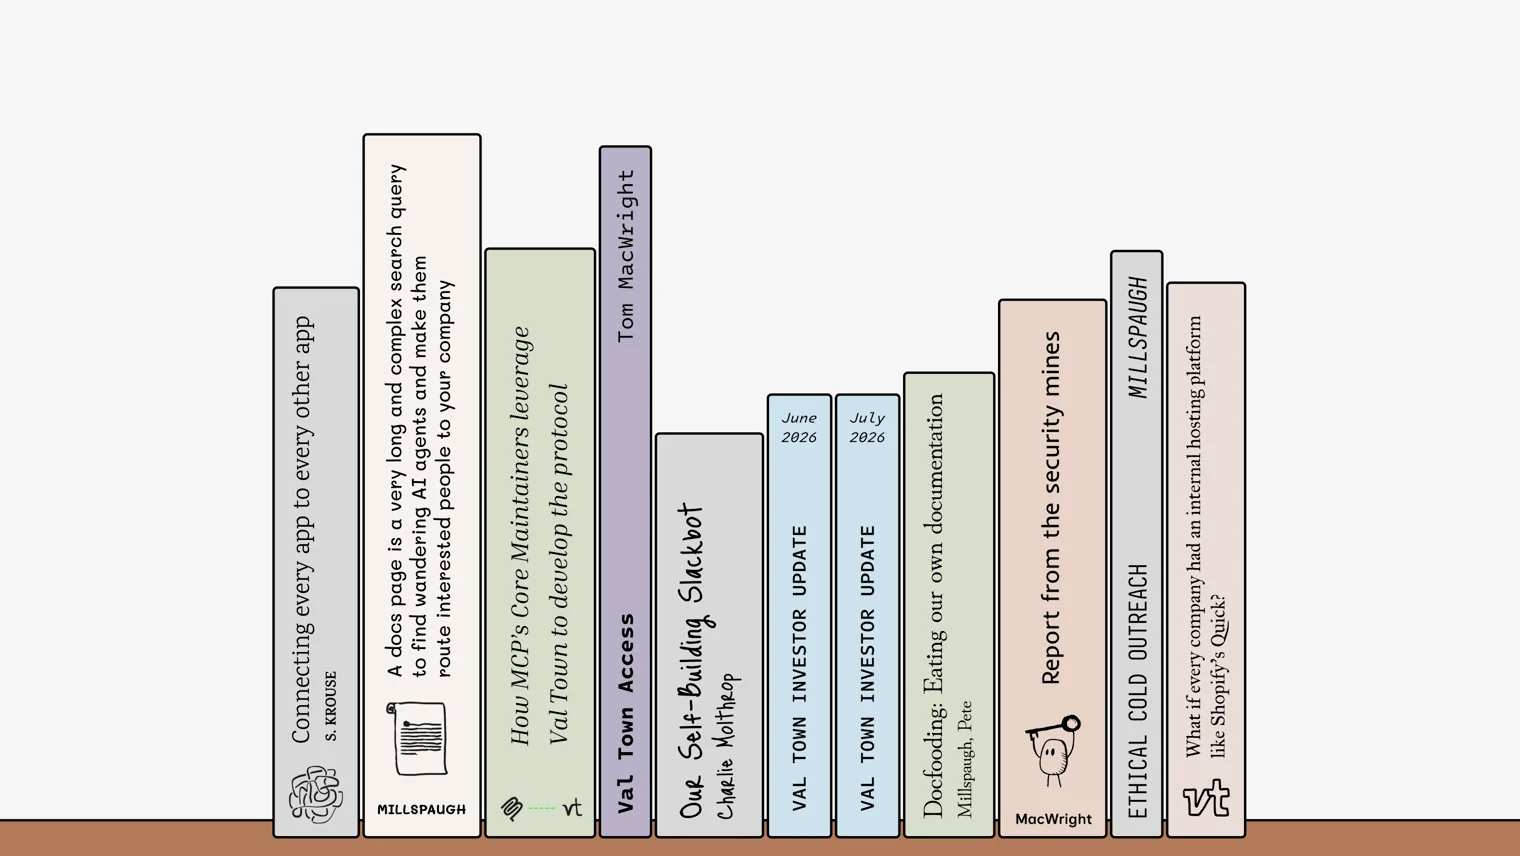 Connecting every app to every other app
S. KROUSE
A docs page is a very long and complex search query
to find wandering AI agents and make them
route interested people to your company
MILLSPAUGH
How MCP's Core Maintainers leverage
Val Town to develop the protocol
vt
Val Town Access
Tom MacWright
Our Self-Building Slackbot
Charlie Molthrop
June
2026
VAL TOWN INVESTOR UPDATE
July
2026
VAL TOWN INVESTOR UPDATE
Docfooding: Eating our own documentation
Millspaugh, Pete
Report from the security mines
MacWright
ETHICAL COLD OUTREACH
MILLSPAUGH
What if every company had an internal hosting platform
like Shopify's Quick?
vt